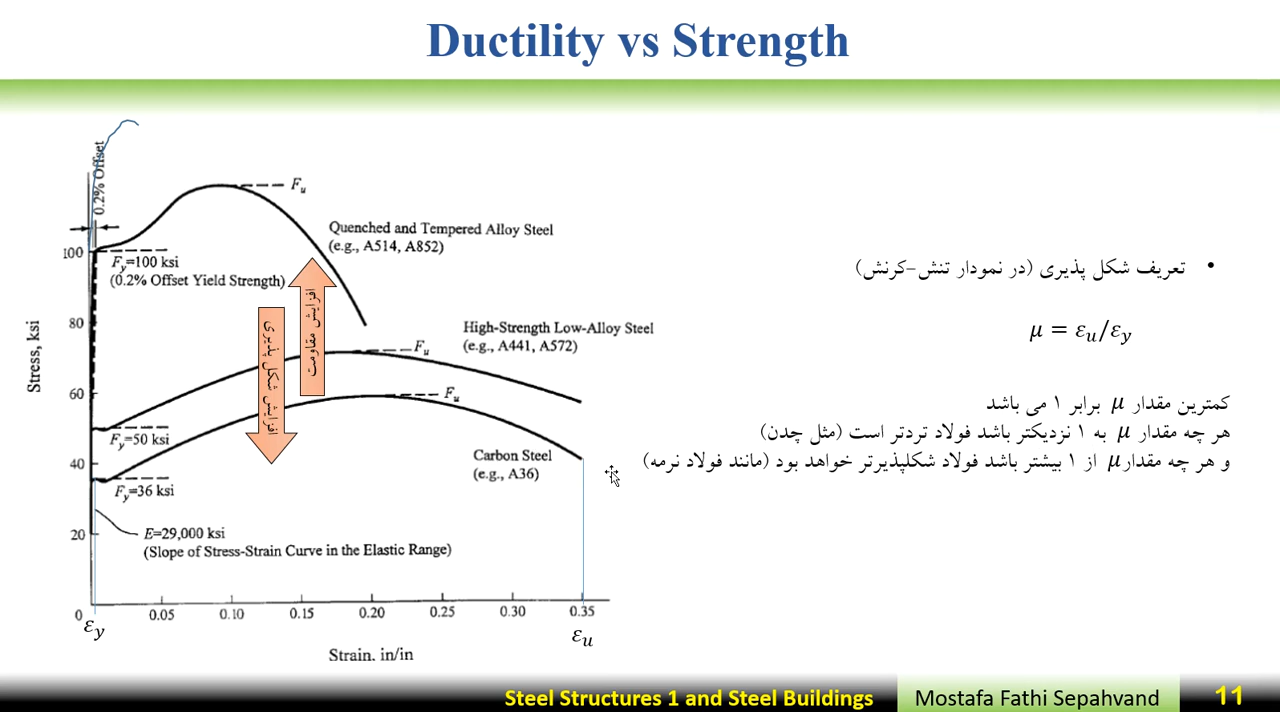 Ductility vs Strength
0.2% Offset
Fu
Quenched and Tempered Alloy Steel
(e.g., A514, A852)
100
Fy=100 ksi
(0.2% Offset Yield Strength)
افزایش مقاومت
افزایش شکل پذیری
80
High-Strength Low-Alloy Steel
(e.g., A441, A572)
Fu
Stress, ksi
60
Fu
Fy=50 ksi
Carbon Steel
(e.g., A36)
40
Fy=36 ksi
20
E=29,000 ksi
(Slope of Stress-Strain Curve in the Elastic Range)
0 0.05 0.10 0.15 0.20 0.25 0.30 0.35
εy
εu
Strain. in/in
• تعریف شکل پذیری (در نمودار تنش-کرنش)
μ = εu/εy
کمترین مقدار μ برابر ۱ می باشد
هر چه مقدار μ به ۱ نزدیکتر باشد فولاد تردتر است (مثل چدن)
و هر چه مقدار μ از ۱ بیشتر باشد فولاد شکلپذیرتر خواهد بود (مانند فولاد نرمه)
Steel Structures 1 and Steel Buildings
Mostafa Fathi Sepahvand
11